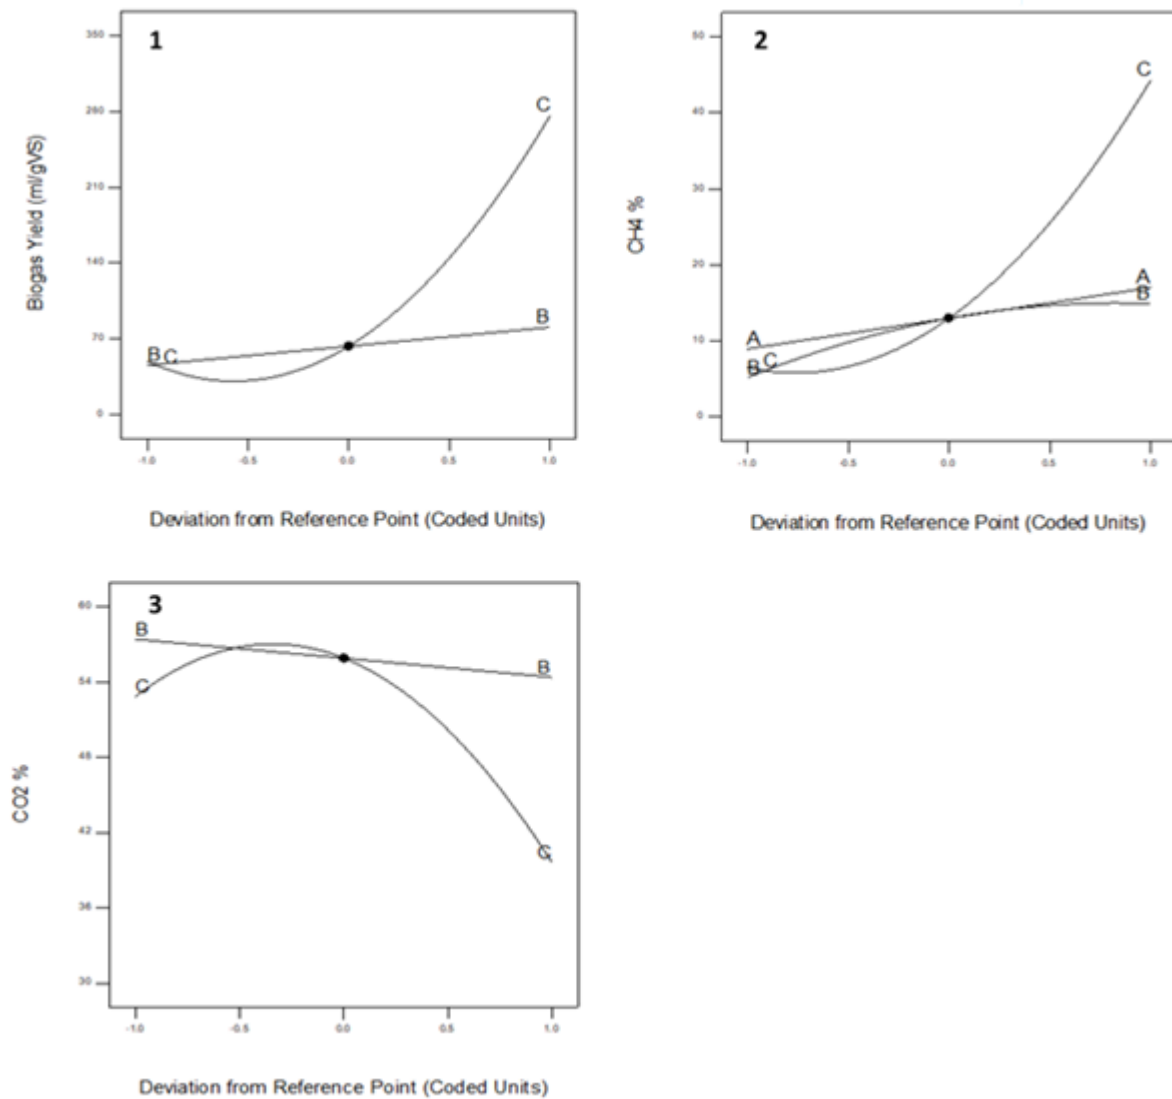 1
Biogas Yield (ml/gVS)
350
280
210
140
70
0
B
C
C
B
-1.0
-0.5
0.0
0.5
1.0
Deviation from Reference Point (Coded Units)
2
CH4 %
50
40
30
20
10
0
A
B
C
C
A
B
-1.0
-0.5
0.0
0.5
1.0
Deviation from Reference Point (Coded Units)
3
CO2 %
60
54
48
42
36
30
B
C
B
C
-1.0
-0.5
0.0
0.5
1.0
Deviation from Reference Point (Coded Units)